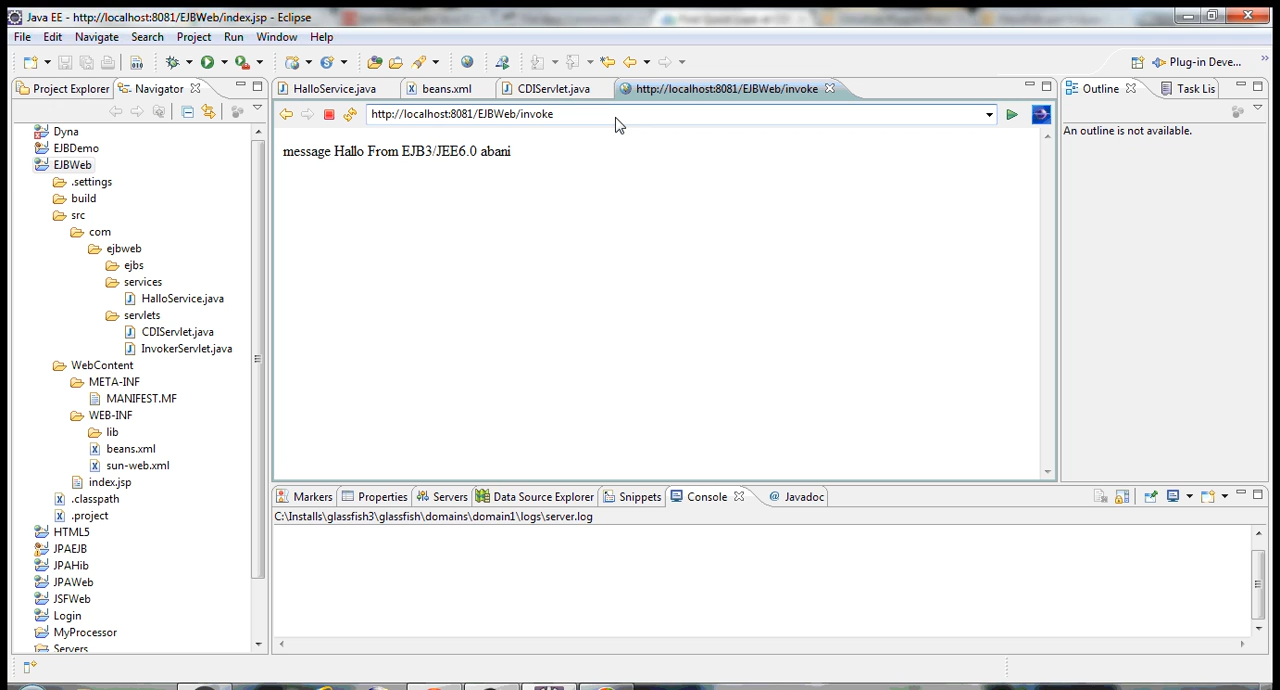 Java EE - http://localhost:8081/EJBWeb/index.jsp - Eclipse
File Edit Navigate Search Project Run Window Help
Plug-in Deve...
Project Explorer Navigator
HalloService.java beans.xml CDIServlet.java http://localhost:8081/EJBWeb/invoke
Outline Task Lis
http://localhost:8081/EJBWeb/invoke
An outline is not available.
message Hallo From EJB3/JEE6.0 abani
Dyna
EJBDemo
EJBWeb
.settings
build
src
com
ejbweb
ejbs
services
HalloService.java
servlets
CDIServlet.java
InvokerServlet.java
WebContent
META-INF
MANIFEST.MF
WEB-INF
lib
beans.xml
sun-web.xml
index.jsp
.classpath
.project
HTML5
JPAEJB
JPAHib
JPAWeb
JSFWeb
Login
MyProcessor
Servers
Markers Properties Servers Data Source Explorer Snippets Console Javadoc
C:\Installs\glassfish3\glassfish\domains\domain1\logs\server.log